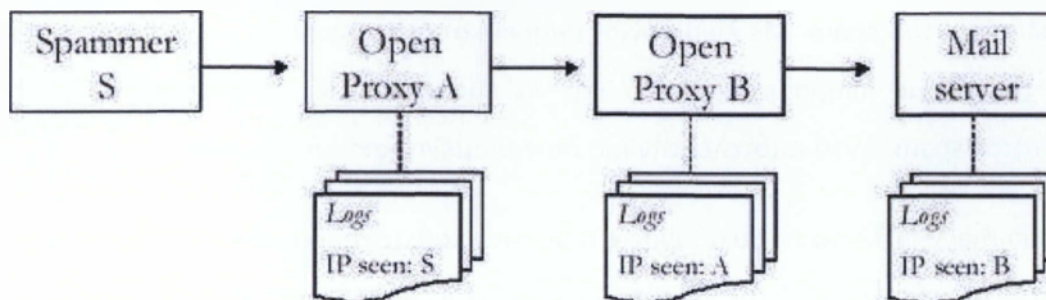 Spammer
S
Open
Proxy A
Open
Proxy B
Mail
server
Logs
IP seen: S
Logs
IP seen: A
Logs
IP seen: B